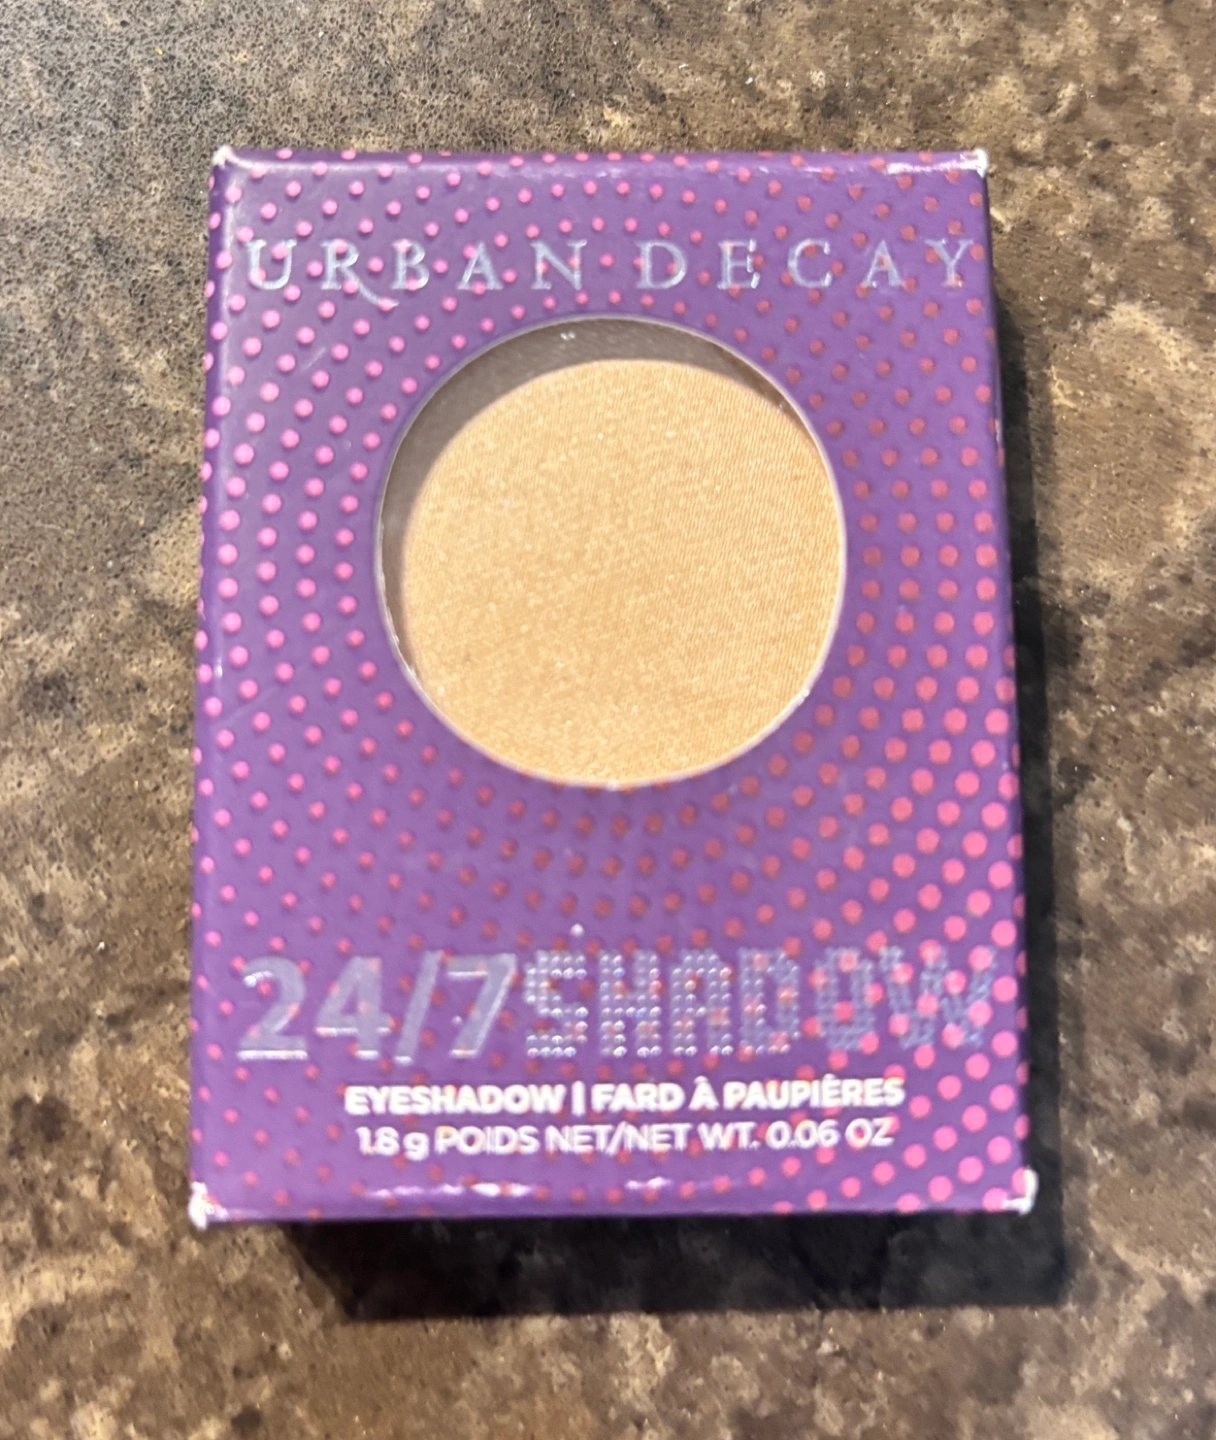 URBAN DECAY
24/7 SHADOW
EYESHADOW | FARD À PAUPIÈRES
1.8 g POIDS NET/NET WT. 0.06 OZ